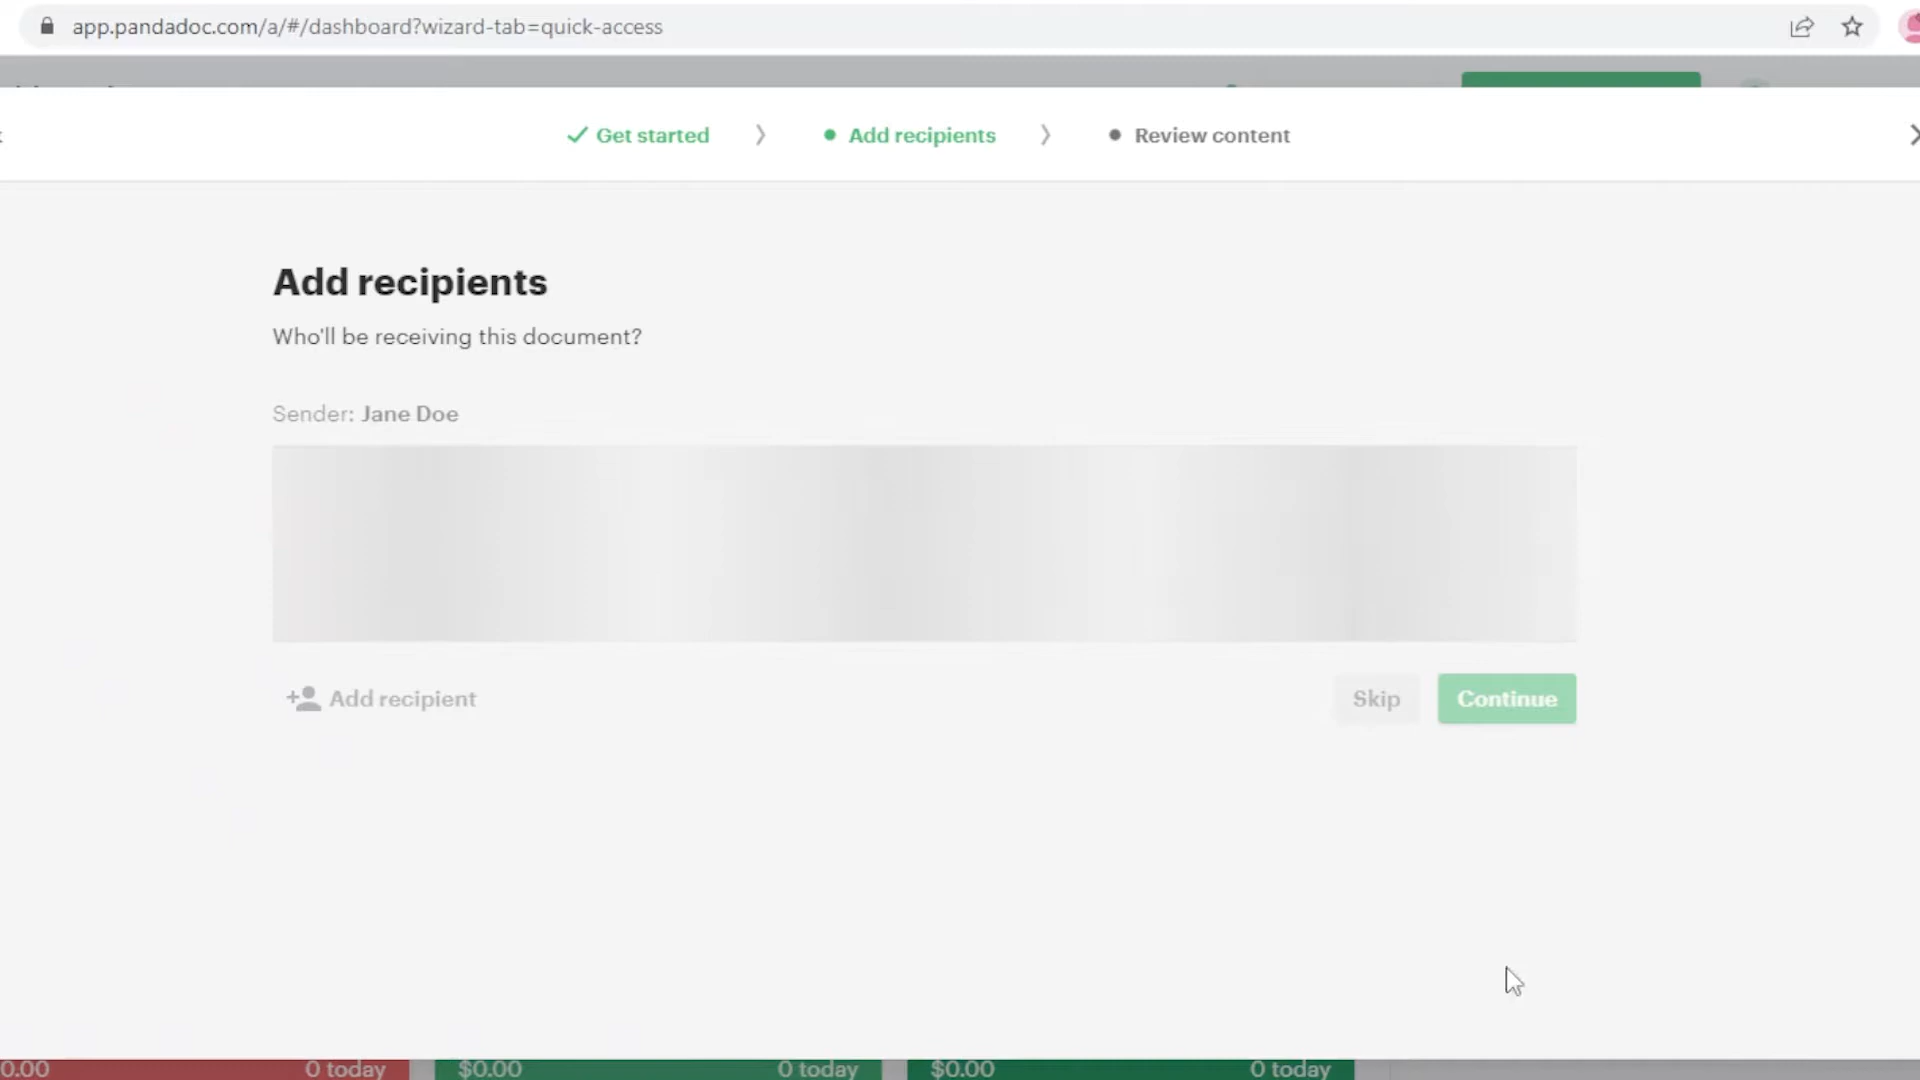 app.pandadoc.com/a/#/dashboard?wizard-tab=quick-access
Get started
Add recipients
Review content
Add recipients
Who'll be receiving this document?
Sender: Jane Doe
Add recipient
Skip
Continue
0.00
0 today
$0.00
0 today
$0.00
0 today